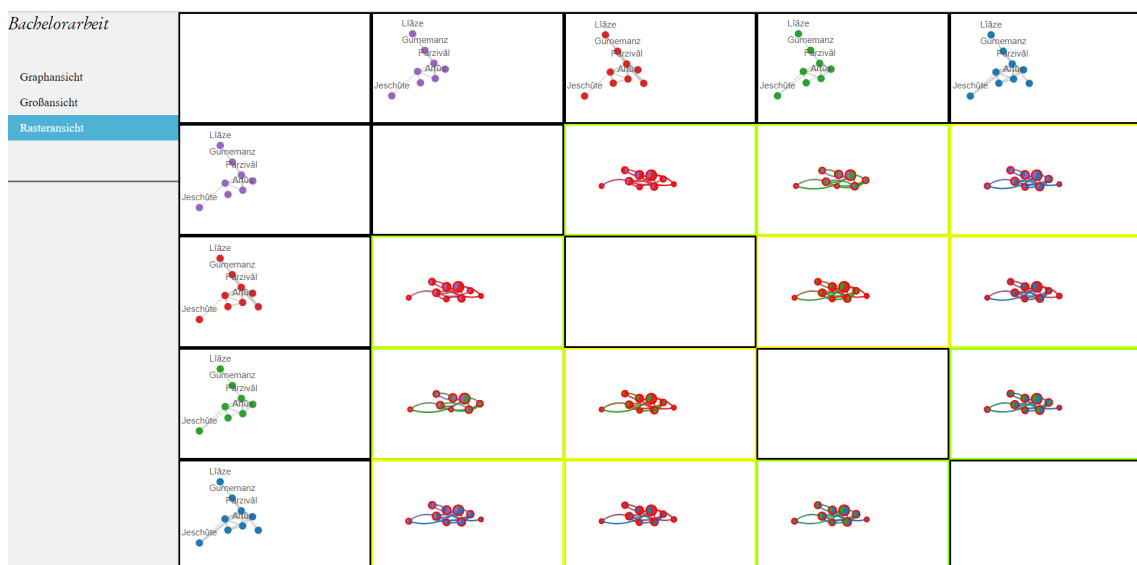 Bachelorarbeit
Graphansicht
Großansicht
Rasteransicht
Lîâze
Gurnemanz
Parzivâl
Artûs
Jeschûte
Lîâze
Gurnemanz
Parzivâl
Artûs
Jeschûte
Lîâze
Gurnemanz
Parzivâl
Artûs
Jeschûte
Lîâze
Gurnemanz
Parzivâl
Artûs
Jeschûte
Lîâze
Gurnemanz
Parzivâl
Artûs
Jeschûte
Lîâze
Gurnemanz
Parzivâl
Artûs
Jeschûte
Lîâze
Gurnemanz
Parzivâl
Artûs
Jeschûte
Lîâze
Gurnemanz
Parzivâl
Artûs
Jeschûte